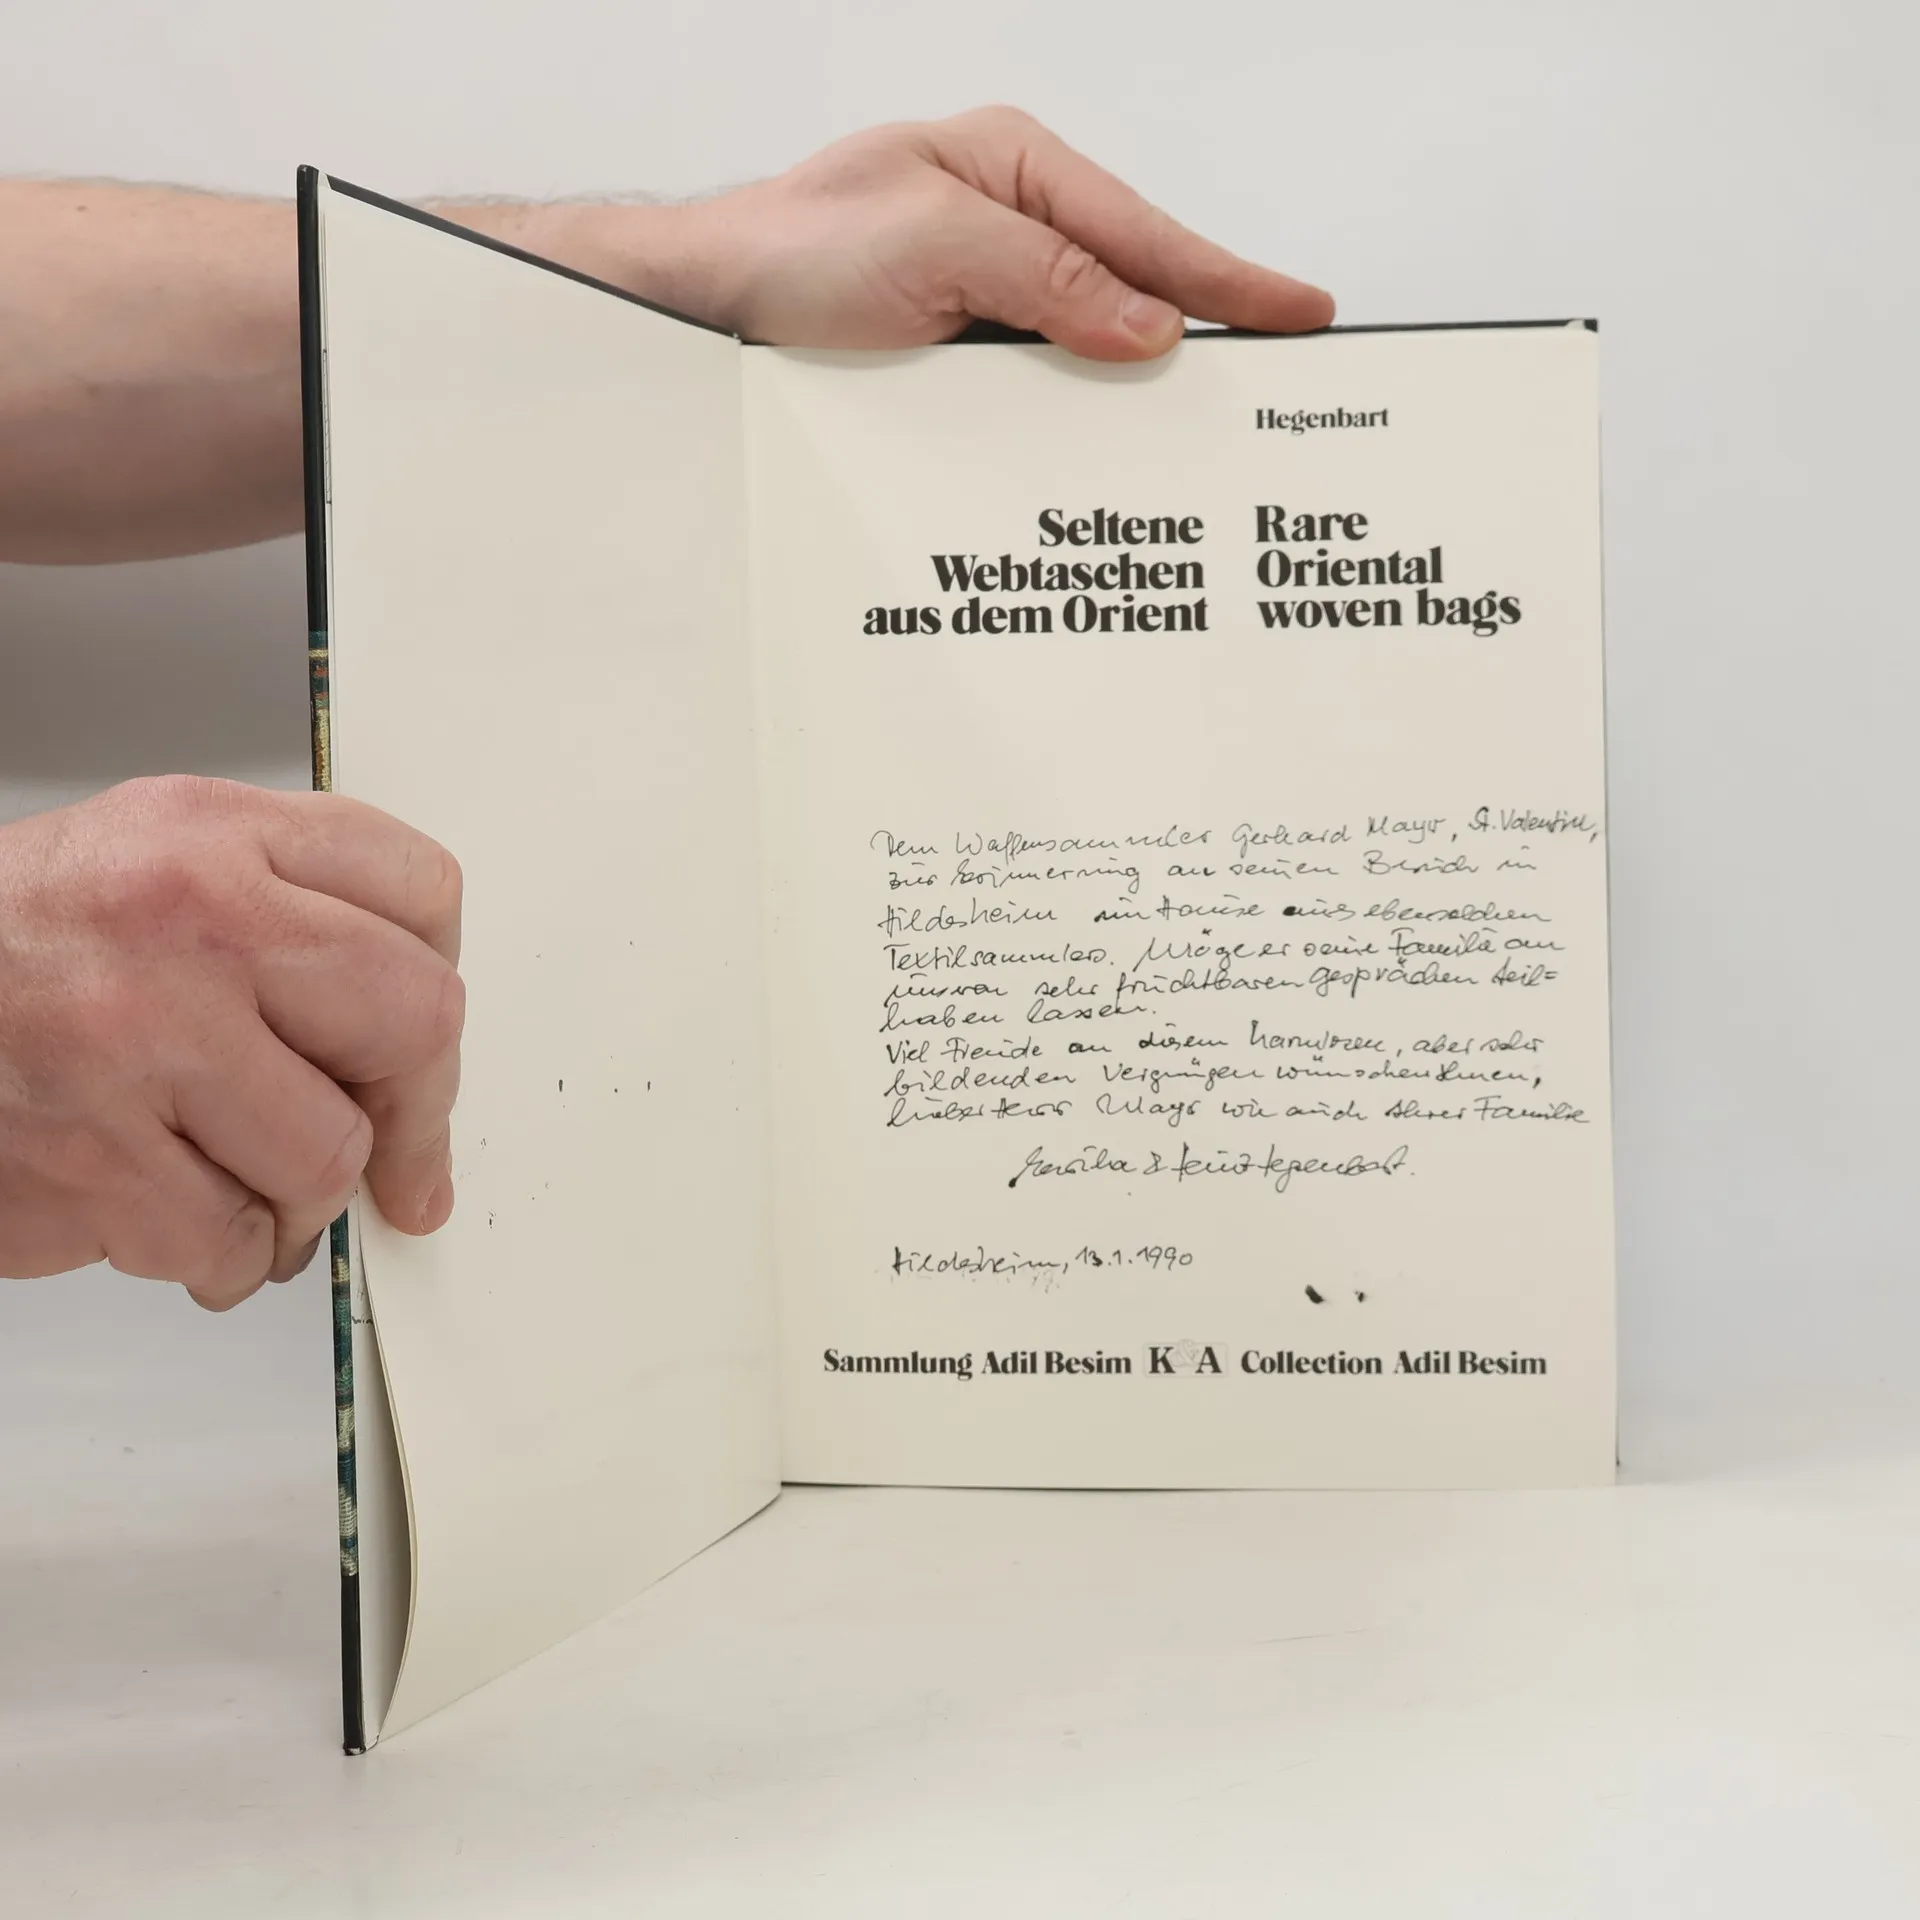 Hegenbart
Seltene
Webtaschen
aus dem Orient
Rare
Oriental
woven bags
Dem Waffensammler Gerhard Mayr, St. Valentin,
zur Erinnerung an seinen Besuch in
Hildesheim im Hause eines ebensolchen
Textilsammlers. Möge er seine Familie an
unseren sehr fruchtbaren Gesprächen teil=
haben lassen.
Viel Freude an diesem harmlosen, aber sehr
bildenden Vergnügen wünschen Ihnen,
lieber Herr Mayr wie auch Ihrer Familie
& Heinz Hegenbart.
Hildesheim, 13.1.1990
Sammlung Adil Besim K&A Collection Adil Besim